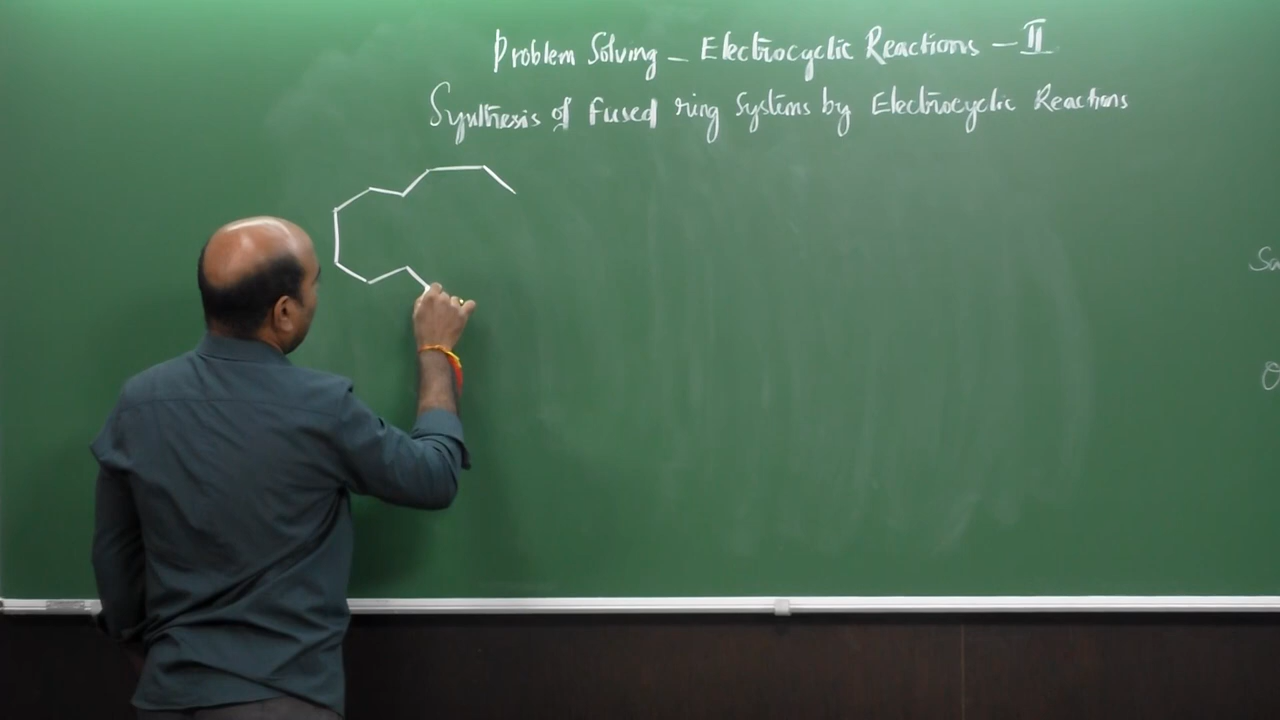 Problem Solving - Electrocyclic Reactions - II
Synthesis of Fused ring Systems by Electrocyclic Reactions